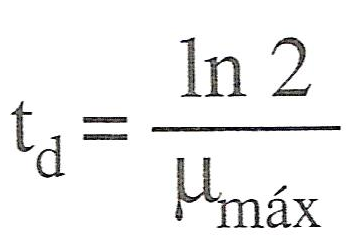 t_d = ln 2 / μ_máx